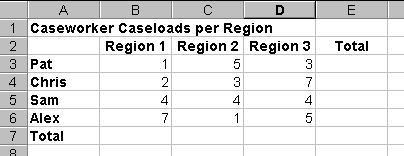 A B C D E
1 Caseworker Caseloads per Region
2 Region 1 Region 2 Region 3 Total
3 Pat 1 5 3
4 Chris 2 3 7
5 Sam 4 4 4
6 Alex 7 1 5
7 Total
8